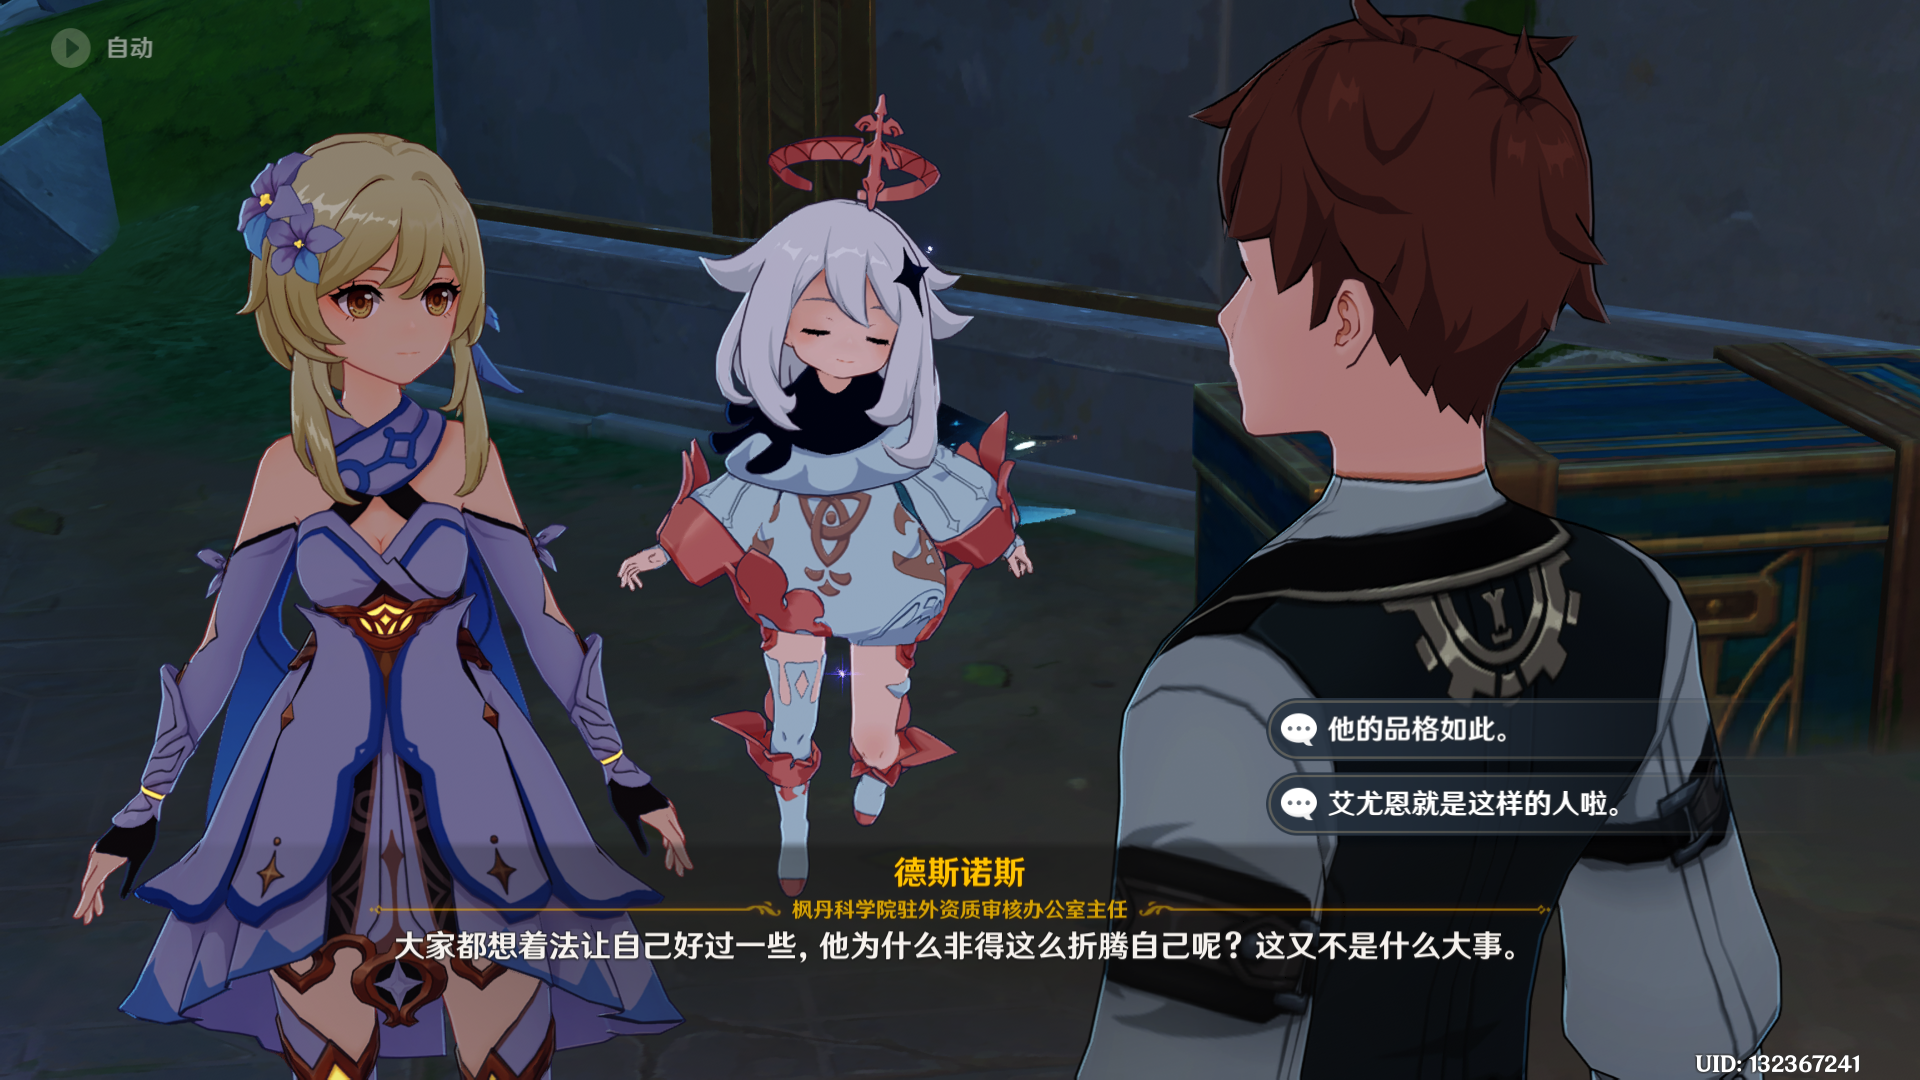 自动
他的品格如此。
艾尤恩就是这样的人啦。
德斯诺斯
枫丹科学院驻外资质审核办公室主任
大家都想着法让自己好过一些,他为什么非得这么折腾自己呢?这又不是什么大事。
UID: 132367241